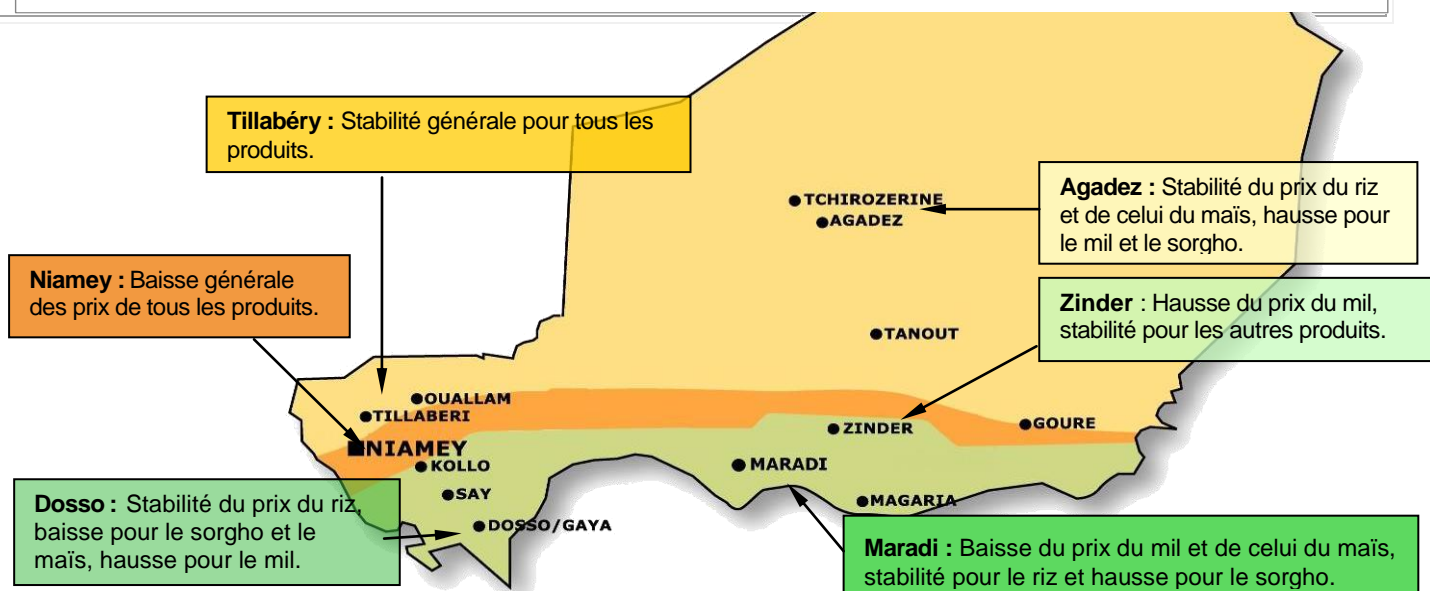 Tillabéry : Stabilité générale pour tous les
produits.
Agadez : Stabilité du prix du riz
et de celui du maïs, hausse pour
le mil et le sorgho.
Niamey : Baisse générale
des prix de tous les produits.
Zinder : Hausse du prix du mil,
stabilité pour les autres produits.
TCHIROZERINE
AGADEZ
TANOUT
OUALLAM
TILLABERI
NIAMEY
KOLLO
SAY
DOSSO/GAYA
ZINDER
GOURE
MARADI
MAGARIA
Dosso : Stabilité du prix du riz,
baisse pour le sorgho et le
maïs, hausse pour le mil.
Maradi : Baisse du prix du mil et de celui du maïs,
stabilité pour le riz et hausse pour le sorgho.